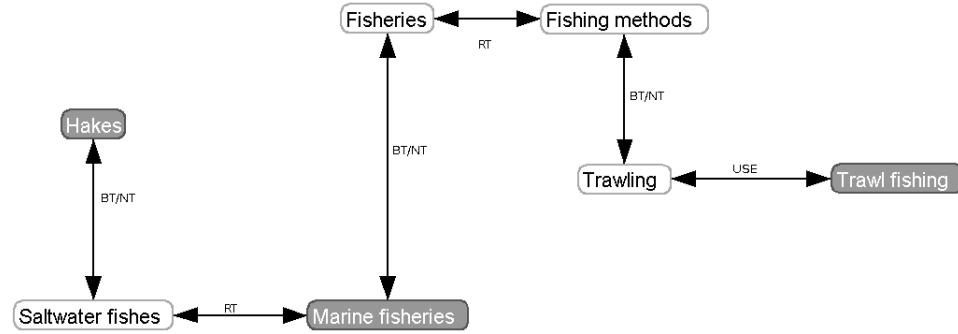 Fisheries
Fishing methods
RT
BT/NT
Hakes
BT/NT
Trawling
USE
Trawl fishing
BT/NT
Saltwater fishes
RT
Marine fisheries